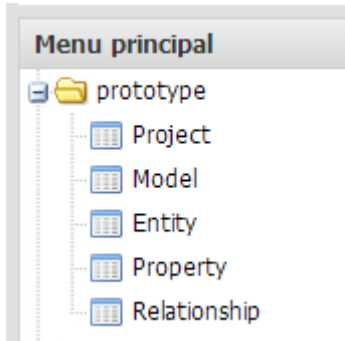 Menu principal
prototype
Project
Model
Entity
Property
Relationship